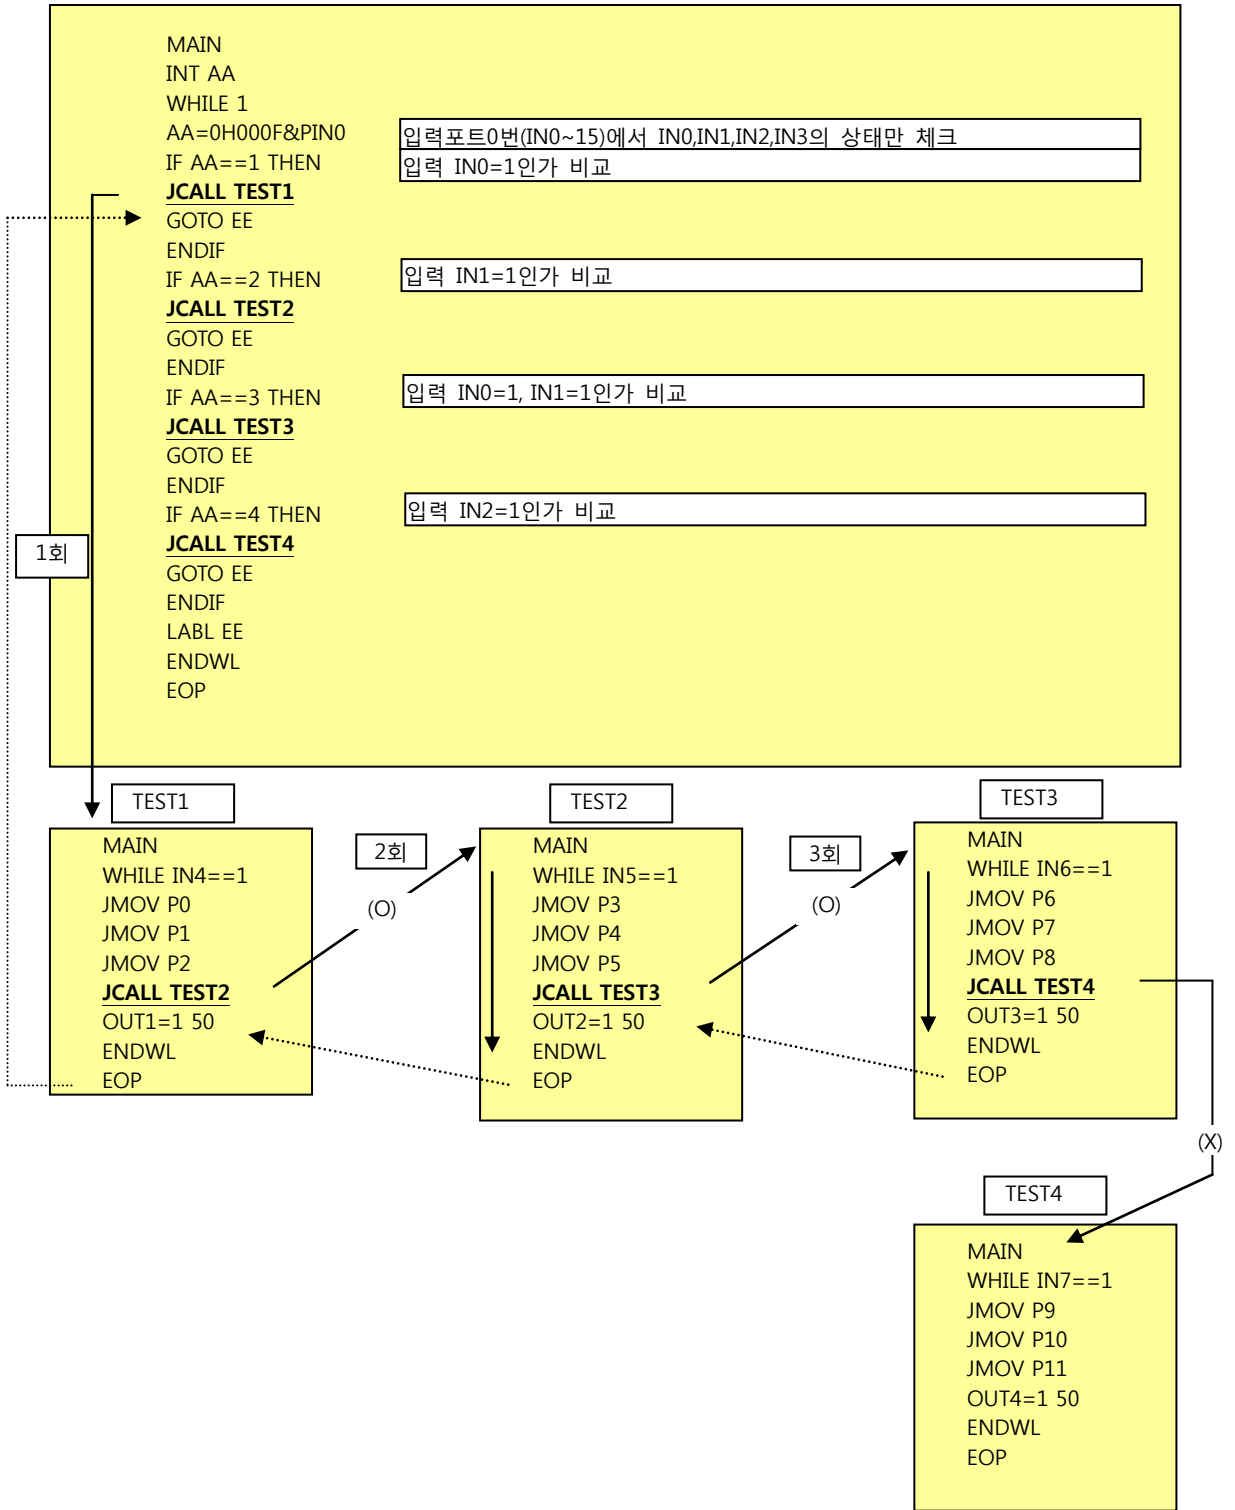 MAIN
INT AA
WHILE 1
AA=0H000F&PIN0 입력포트0번(IN0~15)에서 IN0,IN1,IN2,IN3의 상태만 체크
IF AA==1 THEN 입력 IN0=1인가 비교
JCALL TEST1
GOTO EE
ENDIF
IF AA==2 THEN 입력 IN1=1인가 비교
JCALL TEST2
GOTO EE
ENDIF
IF AA==3 THEN 입력 IN0=1, IN1=1인가 비교
JCALL TEST3
GOTO EE
ENDIF
IF AA==4 THEN 입력 IN2=1인가 비교
JCALL TEST4
1회
GOTO EE
ENDIF
LABL EE
ENDWL
EOP
TEST1
MAIN
WHILE IN4==1
JMOV P0
JMOV P1
JMOV P2
JCALL TEST2
OUT1=1 50
ENDWL
EOP
2회
(O)
TEST2
MAIN
WHILE IN5==1
JMOV P3
JMOV P4
JMOV P5
JCALL TEST3
OUT2=1 50
ENDWL
EOP
3회
(O)
TEST3
MAIN
WHILE IN6==1
JMOV P6
JMOV P7
JMOV P8
JCALL TEST4
OUT3=1 50
ENDWL
EOP
(X)
TEST4
MAIN
WHILE IN7==1
JMOV P9
JMOV P10
JMOV P11
OUT4=1 50
ENDWL
EOP